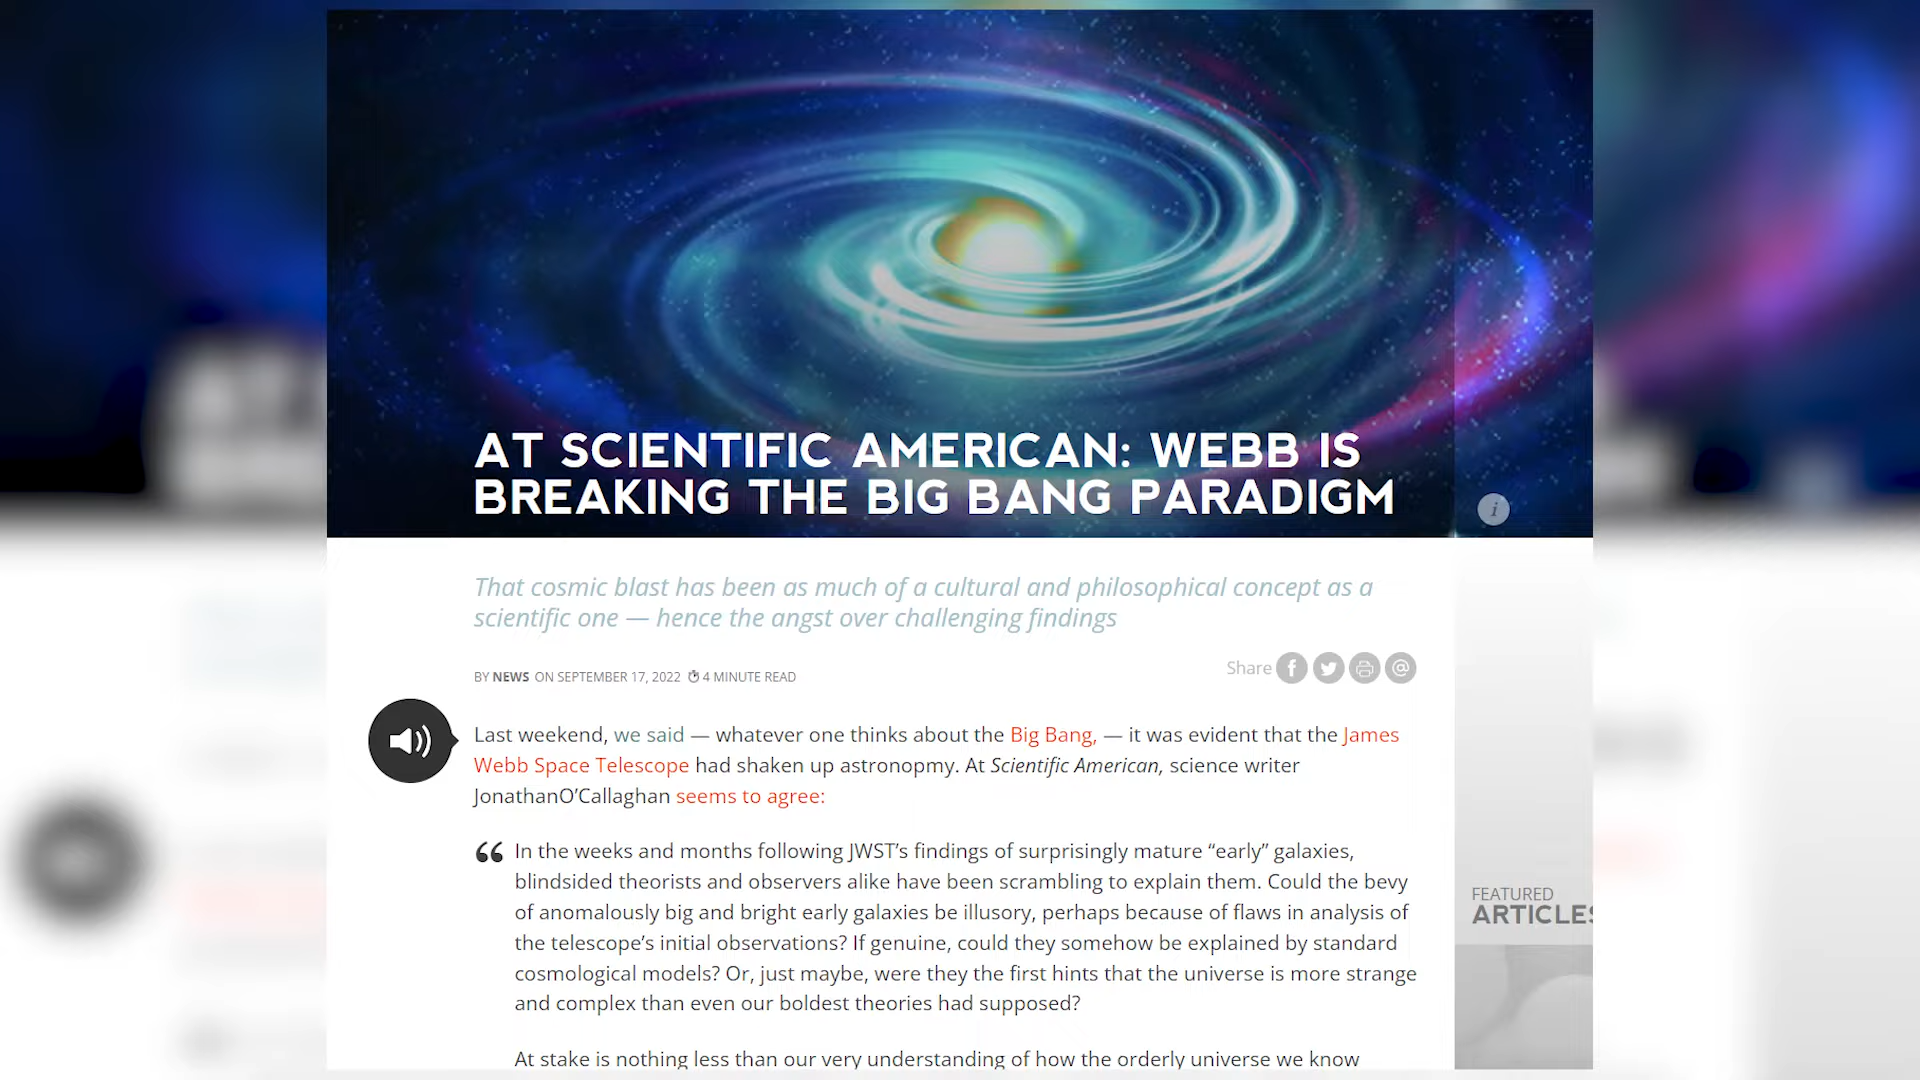 AT SCIENTIFIC AMERICAN: WEBB IS
BREAKING THE BIG BANG PARADIGM
i
That cosmic blast has been as much of a cultural and philosophical concept as a
scientific one — hence the angst over challenging findings
BY NEWS ON SEPTEMBER 17, 2022 4 MINUTE READ
Share
Last weekend, we said — whatever one thinks about the Big Bang, — it was evident that the James
Webb Space Telescope had shaken up astronopmy. At Scientific American, science writer
JonathanO’Callaghan seems to agree:
“ In the weeks and months following JWST’s findings of surprisingly mature “early” galaxies,
blindsided theorists and observers alike have been scrambling to explain them. Could the bevy
of anomalously big and bright early galaxies be illusory, perhaps because of flaws in analysis of
the telescope’s initial observations? If genuine, could they somehow be explained by standard
cosmological models? Or, just maybe, were they the first hints that the universe is more strange
and complex than even our boldest theories had supposed?
At stake is nothing less than our very understanding of how the orderly universe we know
FEATURED
ARTICLES